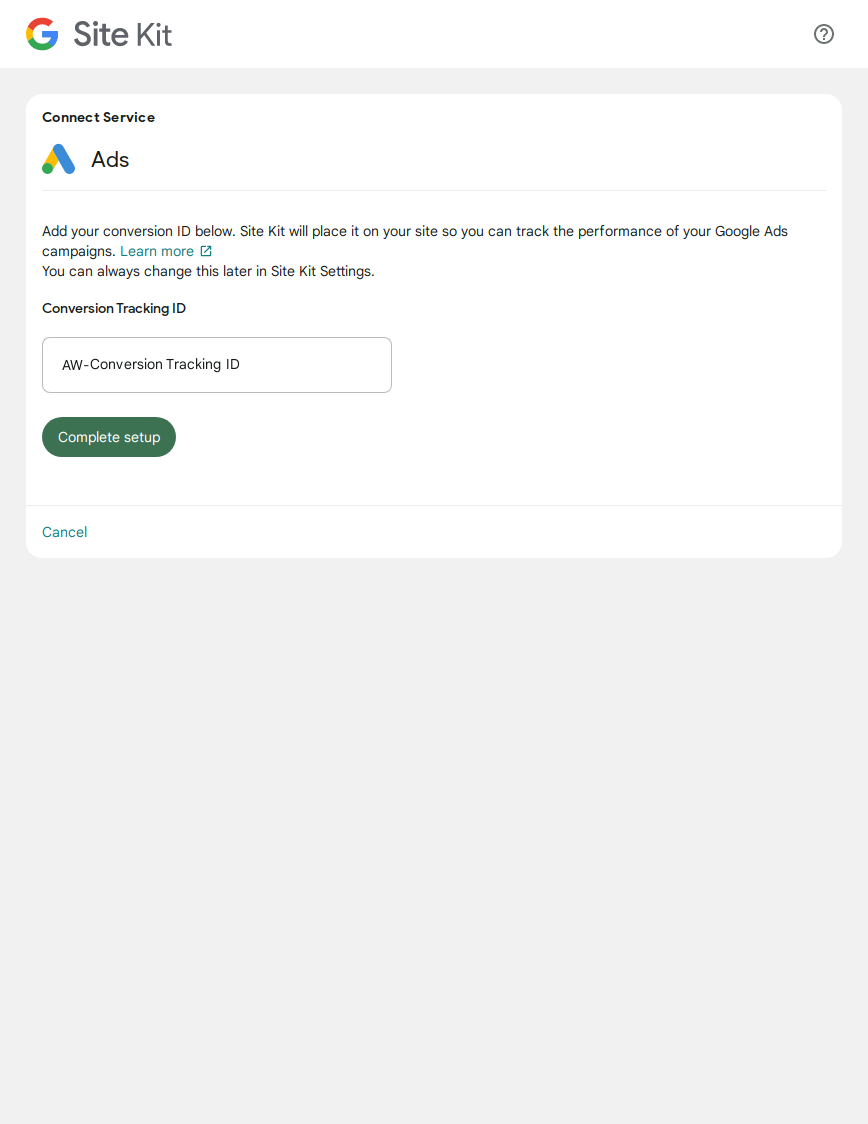 Site Kit
Connect Service
Ads
Add your conversion ID below. Site Kit will place it on your site so you can track the performance of your Google Ads
campaigns. Learn more
You can always change this later in Site Kit Settings.
Conversion Tracking ID
AW-Conversion Tracking ID
Complete setup
Cancel